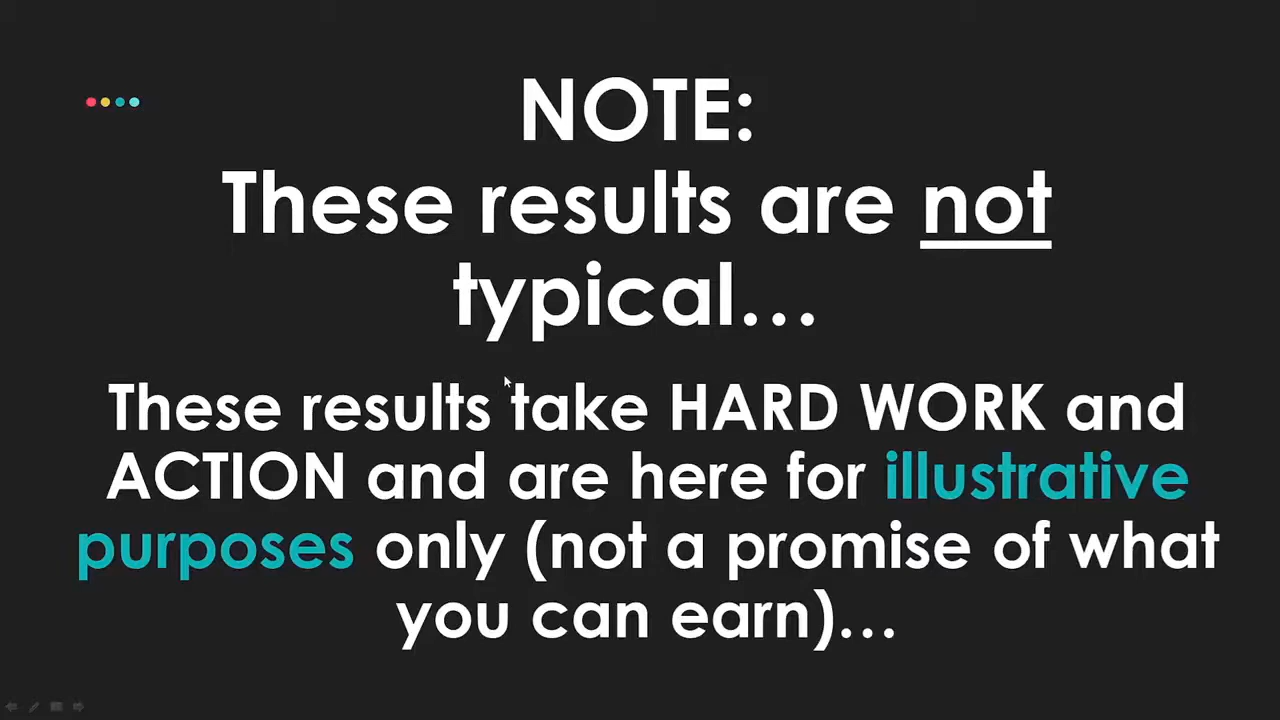 NOTE:
These results are not
typical...
These results take HARD WORK and
ACTION and are here for illustrative
purposes only (not a promise of what
you can earn)...